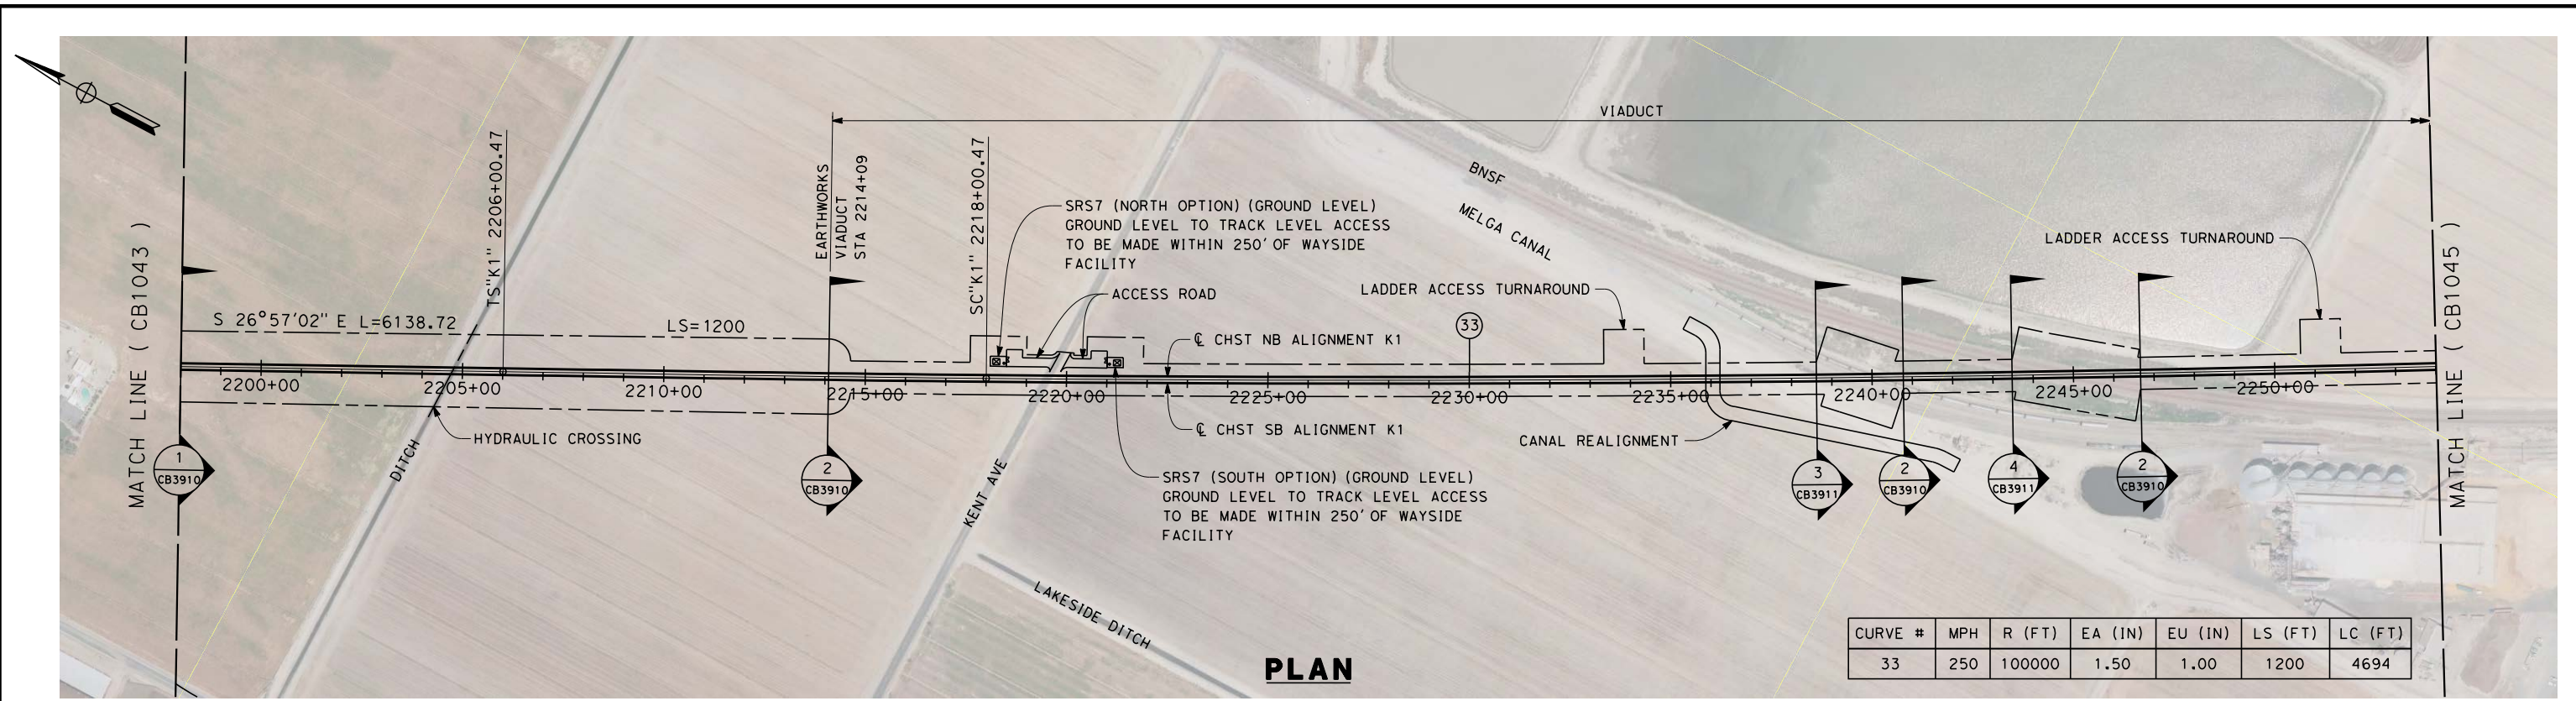 VIADUCT
MATCH LINE ( CB1043 )
TS"K1" 2206+00.47
EARTHWORKS
VIADUCT
STA 2214+09
SC"K1" 2218+00.47
BNSF
MELGA CANAL
SRS7 (NORTH OPTION) (GROUND LEVEL)
GROUND LEVEL TO TRACK LEVEL ACCESS
TO BE MADE WITHIN 250' OF WAYSIDE
FACILITY
LADDER ACCESS TURNAROUND
MATCH LINE ( CB1045 )
ACCESS ROAD
LADDER ACCESS TURNAROUND
S 26°57'02" E L=6138.72
LS=1200
℄ CHST NB ALIGNMENT K1
33
2200+00
2205+00
2210+00
2215+00
2220+00
2225+00
2230+00
2235+00
2240+00
2245+00
2250+00
HYDRAULIC CROSSING
℄ CHST SB ALIGNMENT K1
CANAL REALIGNMENT
DITCH
KENT AVE
1
CB3910
2
CB3910
SRS7 (SOUTH OPTION) (GROUND LEVEL)
GROUND LEVEL TO TRACK LEVEL ACCESS
TO BE MADE WITHIN 250' OF WAYSIDE
FACILITY
3
CB3911
2
CB3910
4
CB3911
2
CB3910
LAKESIDE DITCH
CURVE # MPH R (FT) EA (IN) EU (IN) LS (FT) LC (FT)
33 250 100000 1.50 1.00 1200 4694
PLAN